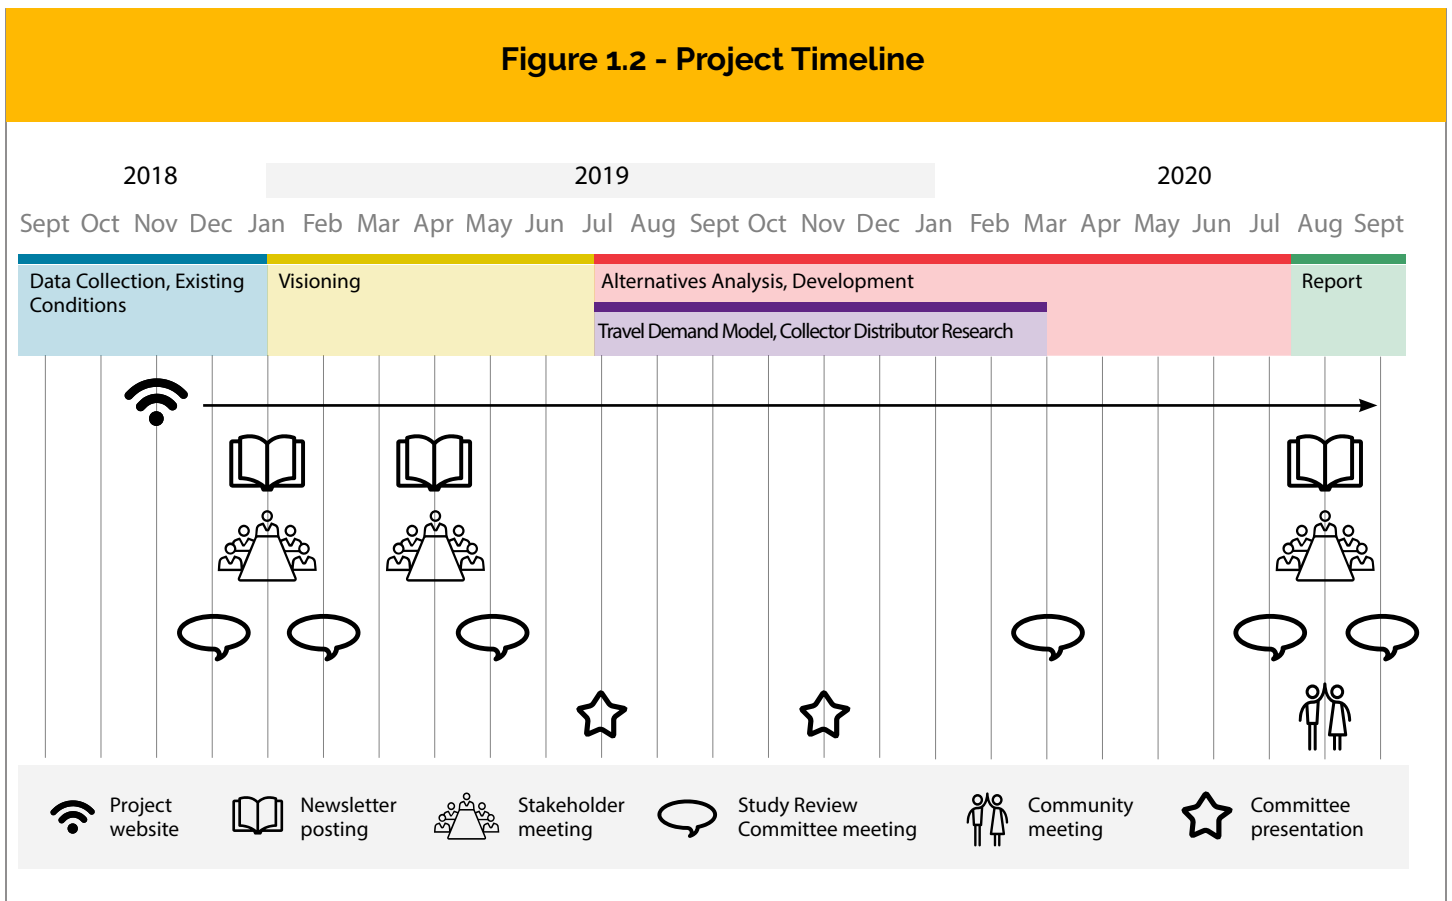 Figure 1.2 - Project Timeline
2018 2019 2020
Sept Oct Nov Dec Jan Feb Mar Apr May Jun Jul Aug Sept Oct Nov Dec Jan Feb Mar Apr May Jun Jul Aug Sept
Data Collection, Existing
Conditions
Visioning
Alternatives Analysis, Development
Travel Demand Model, Collector Distributor Research
Report
Project
website
Newsletter
posting
Stakeholder
meeting
Study Review
Committee meeting
Community
meeting
Committee
presentation